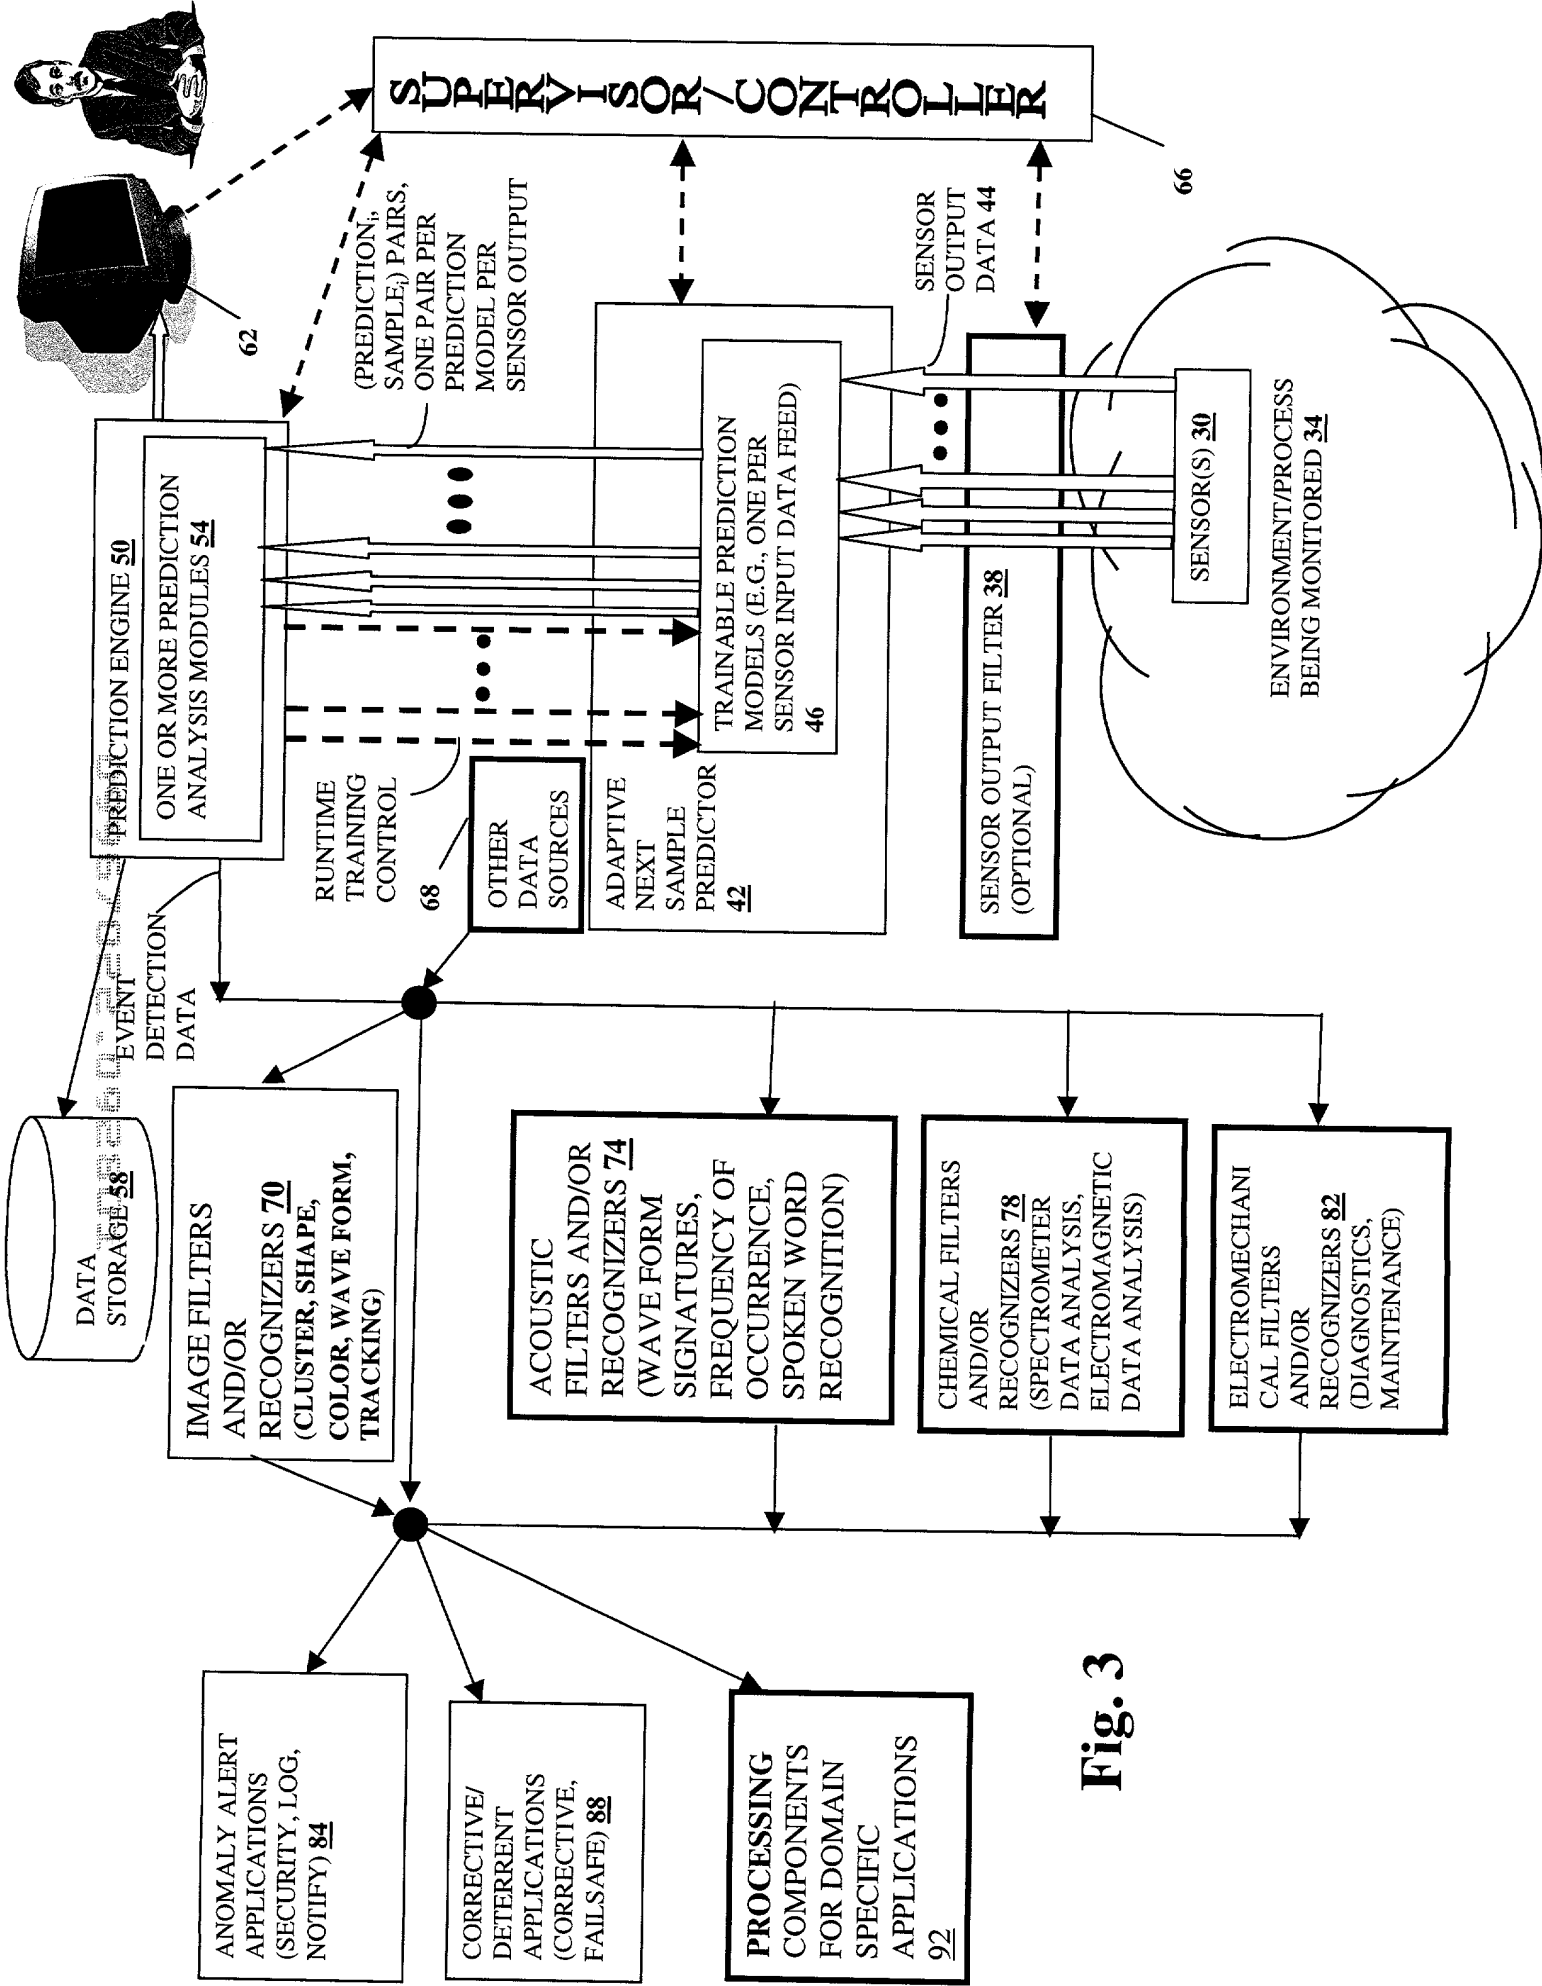 ANOMALY ALERT
APPLICATIONS
(SECURITY, LOG,
NOTIFY) 84
CORRECTIVE/
DETERRENT
APPLICATIONS
(CORRECTIVE,
FAILSAFE) 88
PROCESSING
COMPONENTS
FOR DOMAIN
SPECIFIC
APPLICATIONS
92
DATA
STORAGE 58
IMAGE FILTERS
AND/OR
RECOGNIZERS 70
(CLUSTER, SHAPE,
COLOR, WAVE FORM,
TRACKING)
ACOUSTIC
FILTERS AND/OR
RECOGNIZERS 74
(WAVE FORM
SIGNATURES,
FREQUENCY OF
OCCURRENCE,
SPOKEN WORD
RECOGNITION)
CHEMICAL FILTERS
AND/OR
RECOGNIZERS 78
(SPECTROMETER
DATA ANALYSIS,
ELECTROMAGNETIC
DATA ANALYSIS)
ELECTROMECHANI
CAL FILTERS
AND/OR
RECOGNIZERS 82
(DIAGNOSTICS,
MAINTENANCE)
EVENT
DETECTION
DATA
PREDICTION ENGINE 50
ONE OR MORE PREDICTION
ANALYSIS MODULES 54
RUNTIME
TRAINING
CONTROL
68
OTHER
DATA
SOURCES
ADAPTIVE
NEXT
SAMPLE
PREDICTOR
42
TRAINABLE PREDICTION
MODELS (E.G., ONE PER
SENSOR INPUT DATA FEED)
46
SENSOR OUTPUT FILTER 38
(OPTIONAL)
SENSOR(S) 30
ENVIRONMENT/PROCESS
BEING MONITORED 34
62
(PREDICTIONi,
SAMPLEi) PAIRS,
ONE PAIR PER
PREDICTION
MODEL PER
SENSOR OUTPUT
SENSOR
OUTPUT
DATA 44
SUPERVISOR/CONTROLLER
66
Fig. 3